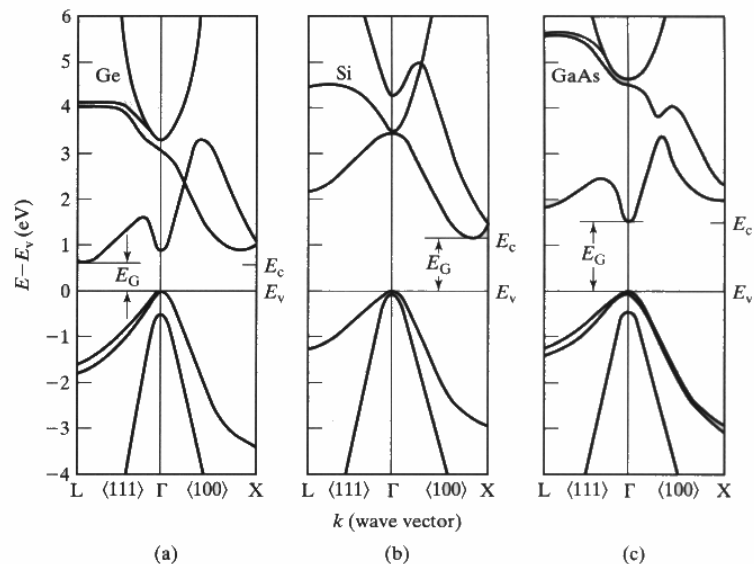 6
5
4
3
2
1
0
−1
−2
−3
−4
E − Eᵥ (eV)
Ge
Si
GaAs
E_G
E_G
E_G
E_c
E_v
E_c
E_v
E_c
E_v
L ⟨111⟩ Γ ⟨100⟩ X
L ⟨111⟩ Γ ⟨100⟩ X
L ⟨111⟩ Γ ⟨100⟩ X
k (wave vector)
(a)
(b)
(c)